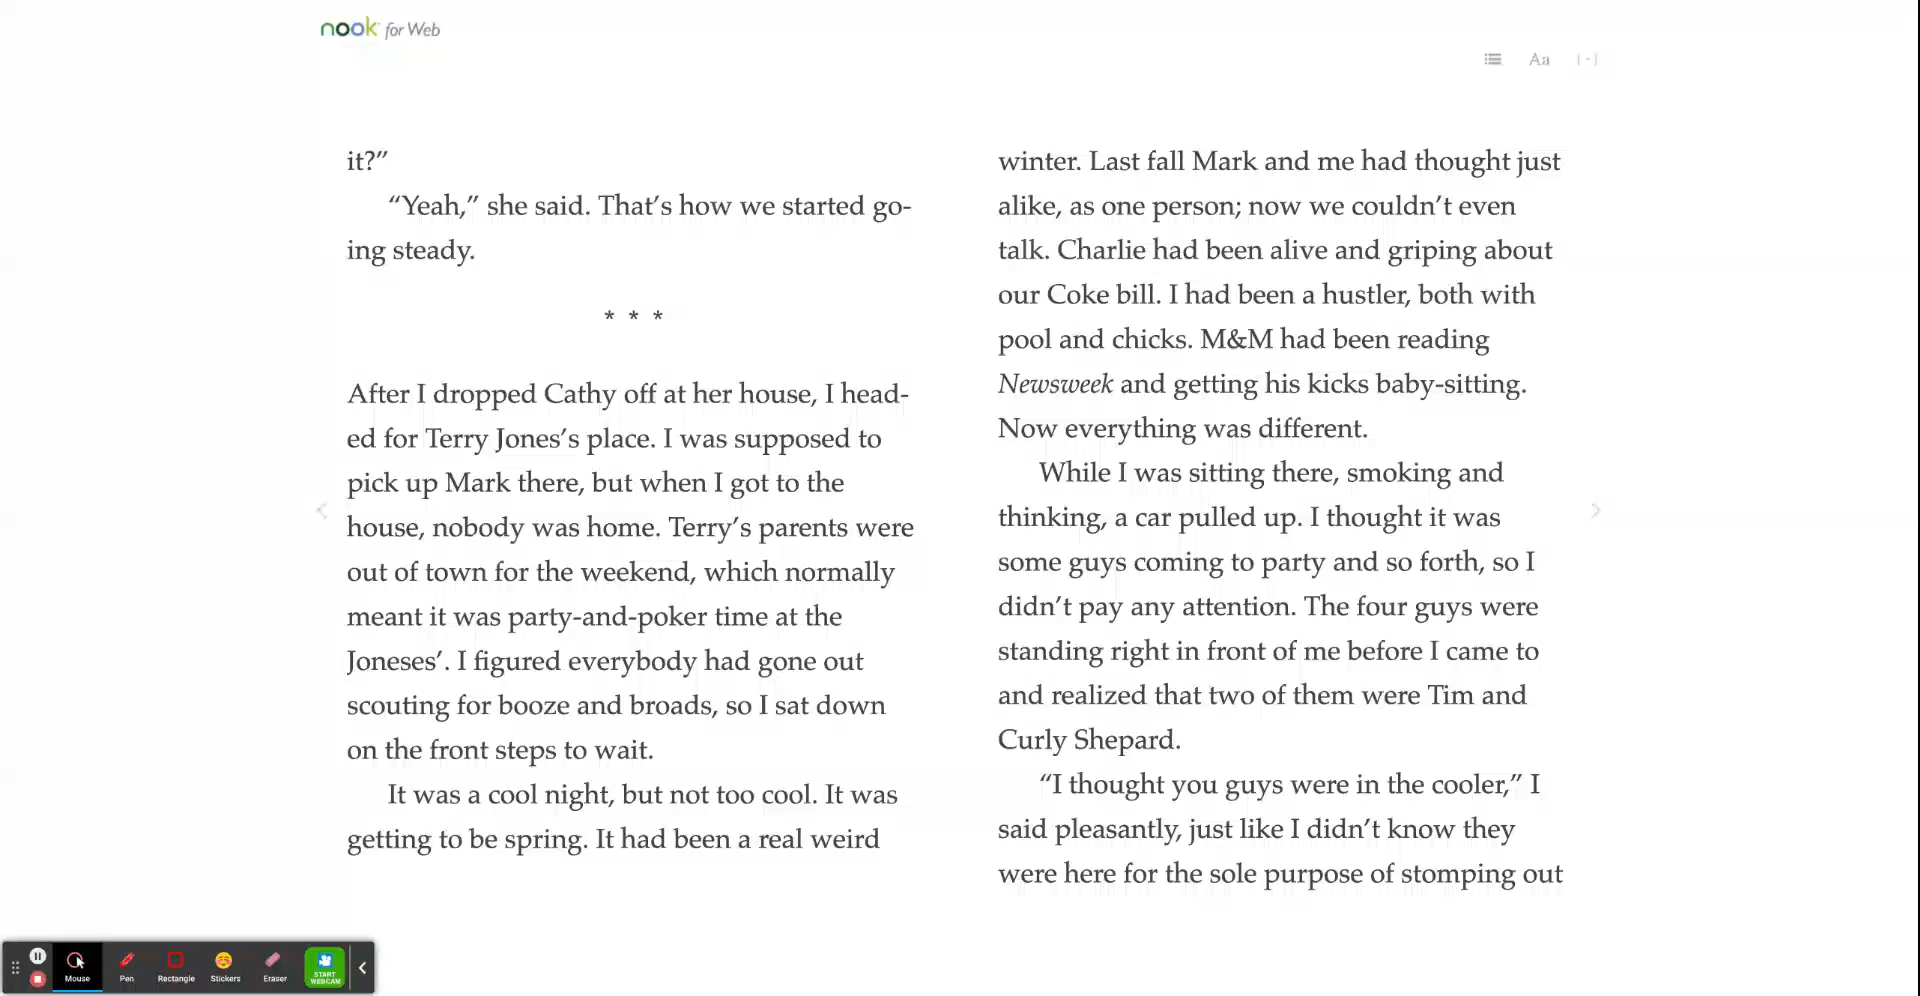 nook for Web
Aa
it?”
“Yeah,” she said. That’s how we started go-
ing steady.
* * *
After I dropped Cathy off at her house, I head-
ed for Terry Jones’s place. I was supposed to
pick up Mark there, but when I got to the
house, nobody was home. Terry’s parents were
out of town for the weekend, which normally
meant it was party-and-poker time at the
Joneses’. I figured everybody had gone out
scouting for booze and broads, so I sat down
on the front steps to wait.
It was a cool night, but not too cool. It was
getting to be spring. It had been a real weird
winter. Last fall Mark and me had thought just
alike, as one person; now we couldn’t even
talk. Charlie had been alive and griping about
our Coke bill. I had been a hustler, both with
pool and chicks. M&M had been reading
Newsweek and getting his kicks baby-sitting.
Now everything was different.
While I was sitting there, smoking and
thinking, a car pulled up. I thought it was
some guys coming to party and so forth, so I
didn’t pay any attention. The four guys were
standing right in front of me before I came to
and realized that two of them were Tim and
Curly Shepard.
“I thought you guys were in the cooler,” I
said pleasantly, just like I didn’t know they
were here for the sole purpose of stomping out
Mouse
Pen
Rectangle
Stickers
Eraser
START
WEBCAM